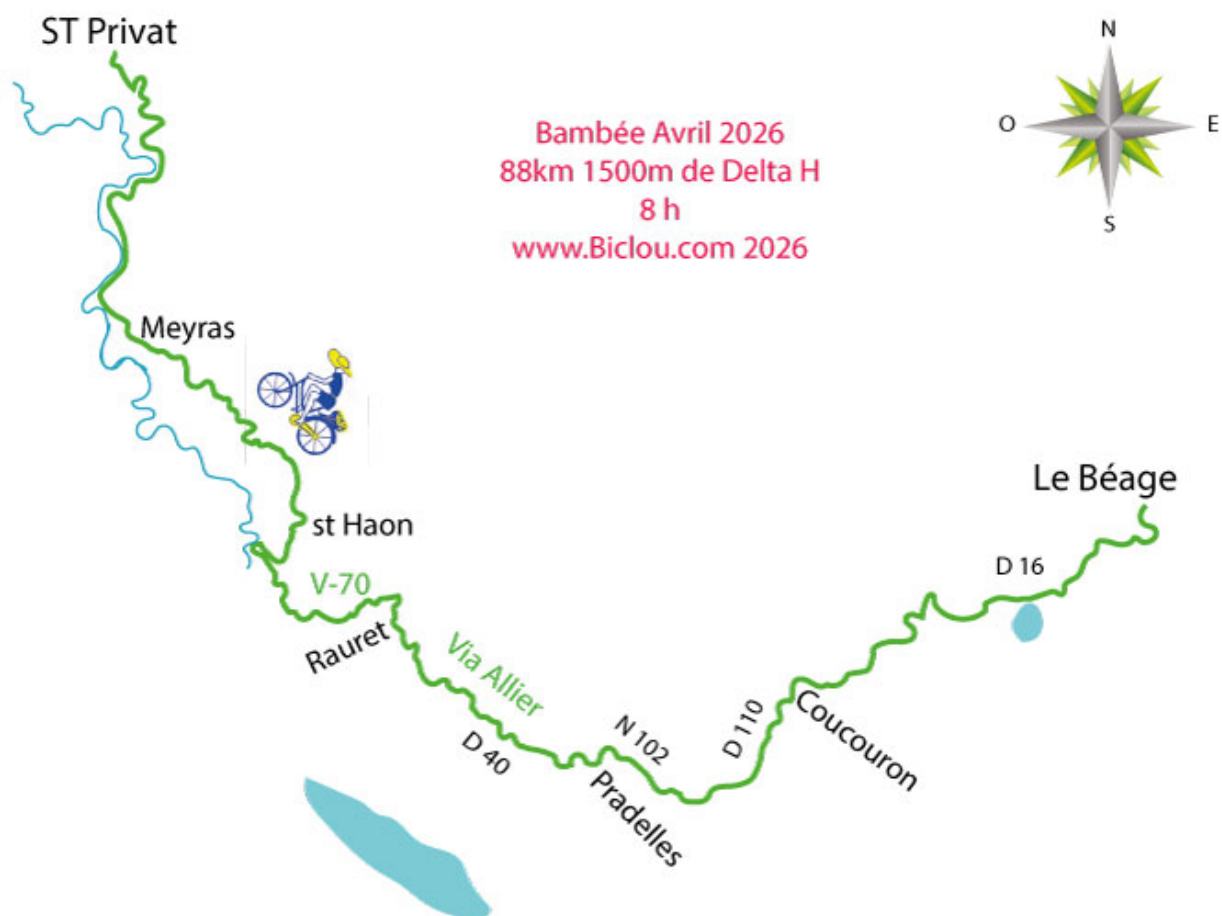 ST Privat
N
O
E
S
Bambée Avril 2026
88km 1500m de Delta H
8 h
www.Biclou.com 2026
Meyras
Le Béage
st Haon
D 16
V-70
Rauret
Via Allier
D 40
N 102
Pradelles
D 110
Coucouron